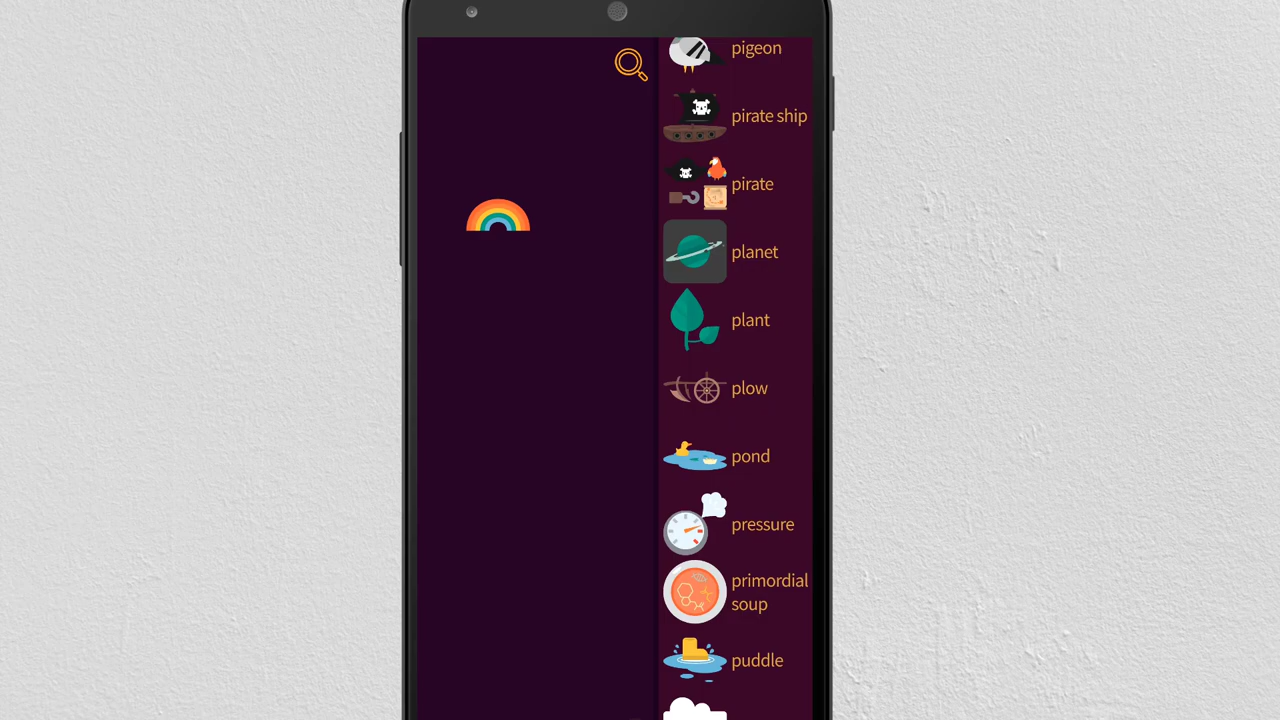 pigeon
pirate ship
pirate
planet
plant
plow
pond
pressure
primordial
soup
puddle